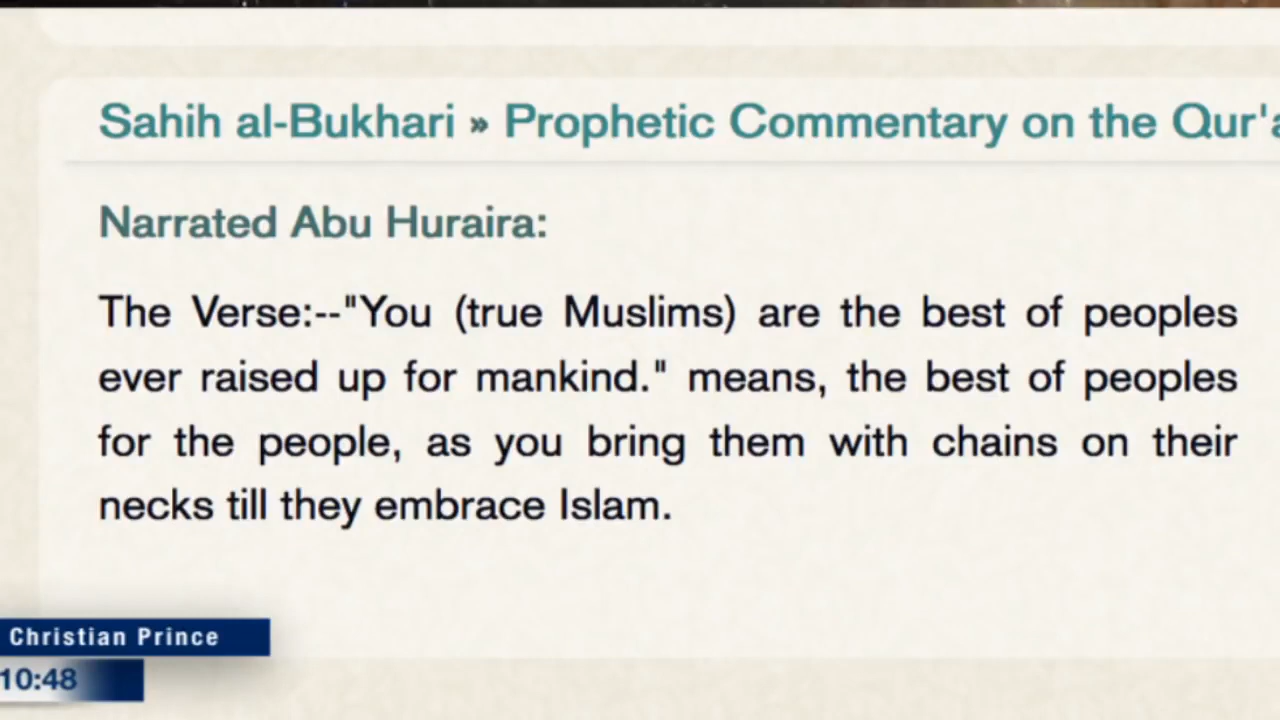 Sahih al-Bukhari » Prophetic Commentary on the Qur'a
Narrated Abu Huraira:
The Verse:--"You (true Muslims) are the best of peoples
ever raised up for mankind." means, the best of peoples
for the people, as you bring them with chains on their
necks till they embrace Islam.
Christian Prince
10:48